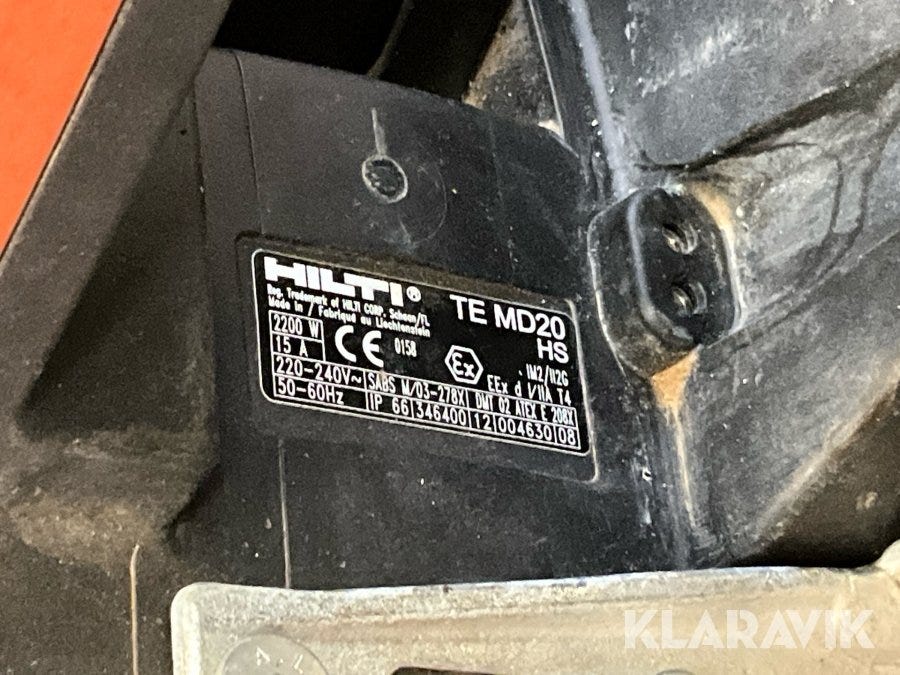 HILTI®
Reg. Trademark of HILTI CORP. Schaan/FL
Made in / Fabriqué au Liechtenstein
TE MD20
HS
2200 W
15 A
220-240V~
50-60Hz
CE 0158
Ex
IM2/II2G
EEx d I/IIA T4
SABS M/03-278X DMT 02 ATEX E 208X
IP 66 346400 12 004630 08
KLARAVIK